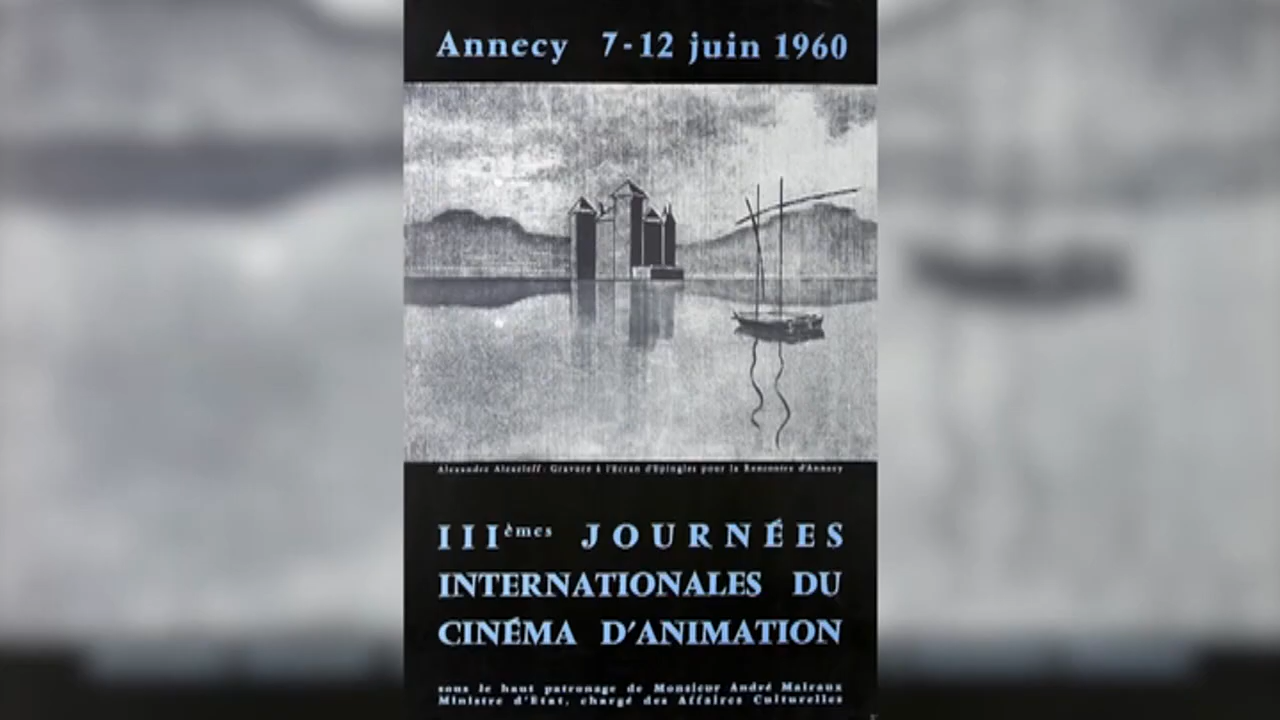 Annecy 7-12 juin 1960
Alexandre Alexeïeff: Gravure à l'Ecran d'Epingles pour la Rencontre d'Annecy
IIIèmes JOURNÉES
INTERNATIONALES DU
CINÉMA D'ANIMATION
sous le haut patronage de Monsieur André Malraux
Ministre d'Etat, chargé des Affaires Culturelles